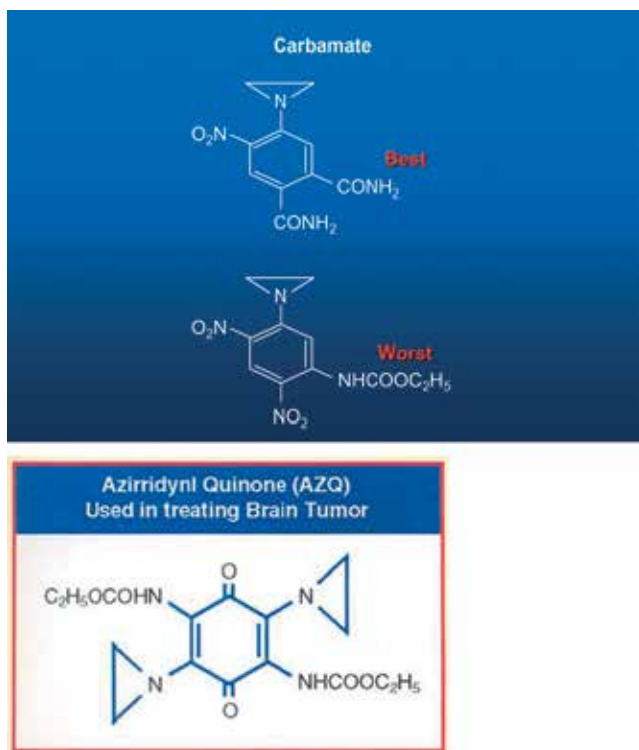 Carbamate
N
O₂N
Best
CONH₂
CONH₂
N
O₂N
Worst
NHCOOC₂H₅
NO₂
Azirridynl Quinone (AZQ)
Used in treating Brain Tumor
O
C₂H₅OCOHN
N
N
NHCOOC₂H₅
O